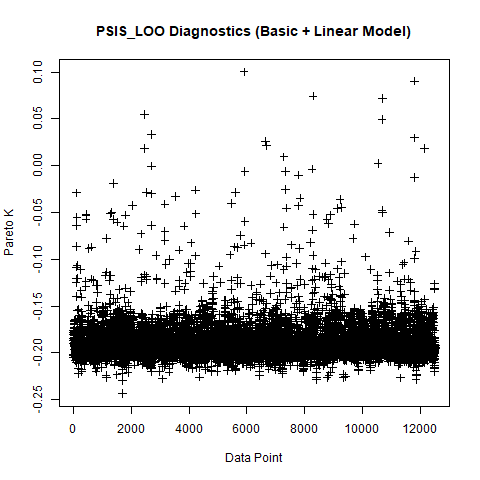 PSIS_LOO Diagnostics (Basic + Linear Model)
0.10
0.05
0.00
-0.05
-0.10
-0.15
-0.20
-0.25
Pareto K
0 2000 4000 6000 8000 10000 12000
Data Point